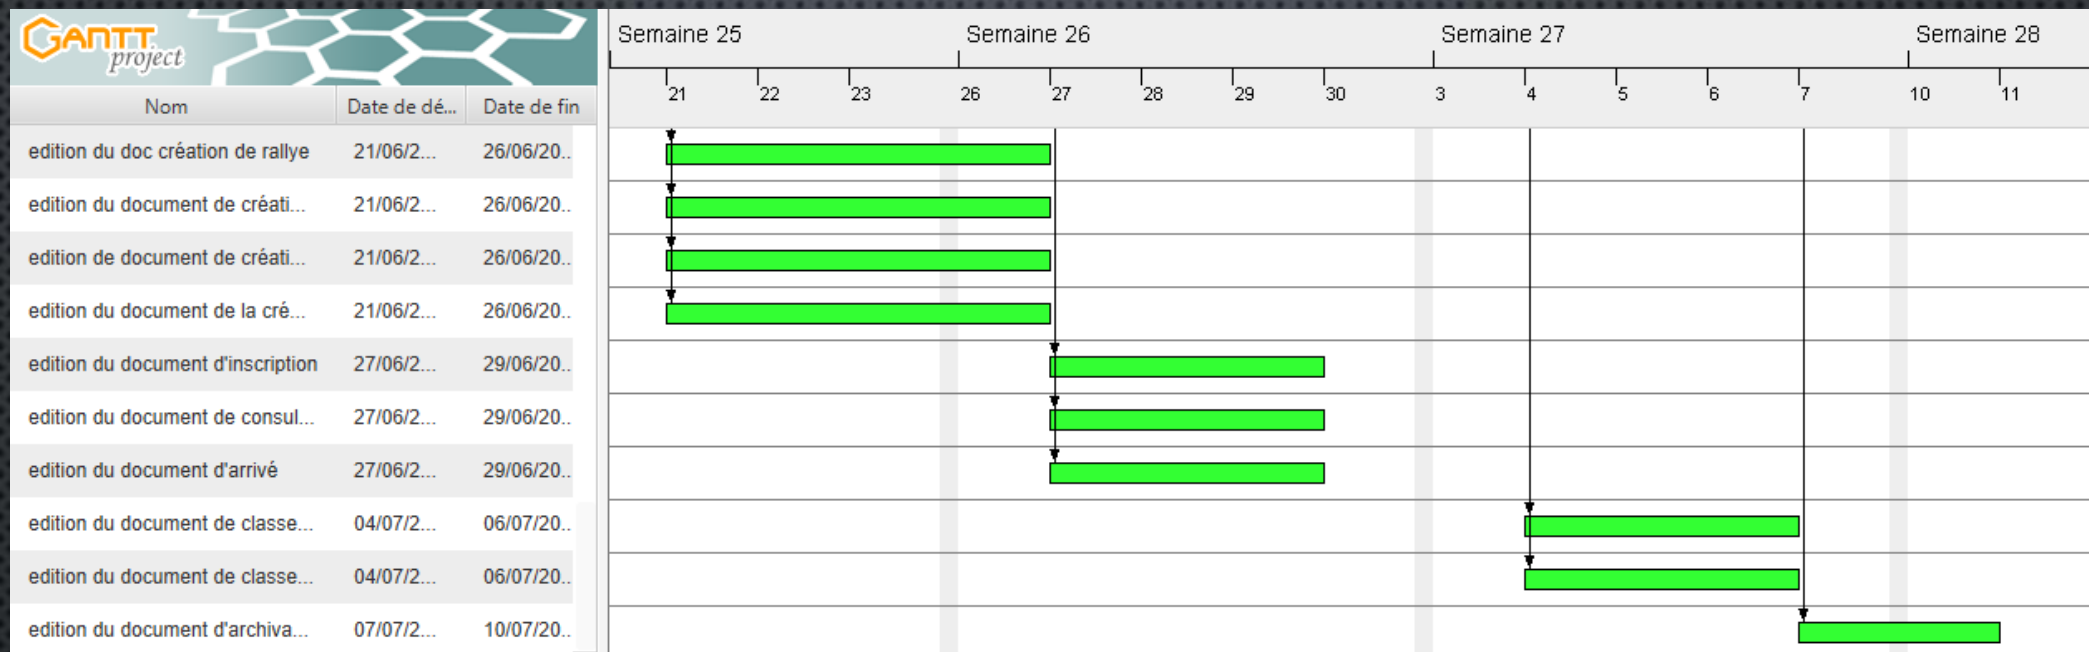 GANTT
project
Semaine 25 Semaine 26 Semaine 27 Semaine 28
21 22 23 26 27 28 29 30 3 4 5 6 7 10 11
Nom Date de dé... Date de fin
edition du doc création de rallye 21/06/2... 26/06/20..
edition du document de créati... 21/06/2... 26/06/20..
edition de document de créati... 21/06/2... 26/06/20..
edition du document de la cré... 21/06/2... 26/06/20..
edition du document d'inscription 27/06/2... 29/06/20..
edition du document de consul... 27/06/2... 29/06/20..
edition du document d'arrivé 27/06/2... 29/06/20..
edition du document de classe... 04/07/2... 06/07/20..
edition du document de classe... 04/07/2... 06/07/20..
edition du document d'archiva... 07/07/2... 10/07/20..